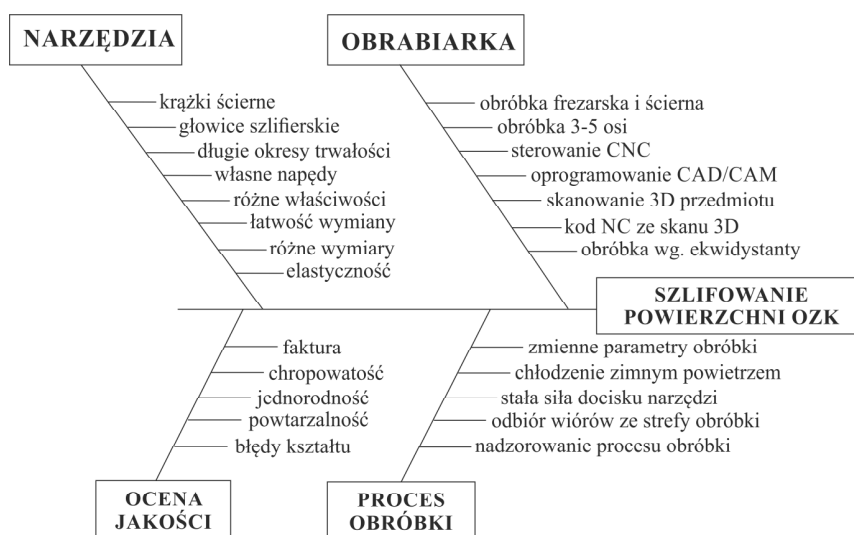 NARZĘDZIA
krążki ścierne
głowice szlifierskie
długie okresy trwałości
własne napędy
różne właściwości
łatwość wymiany
różne wymiary
elastyczność
OBRABIARKA
obróbka frezarska i ścierna
obróbka 3-5 osi
sterowanie CNC
oprogramowanie CAD/CAM
skanowanie 3D przedmiotu
kod NC ze skanu 3D
obróbka wg. ekwidystanty
SZLIFOWANIE
POWIERZCHNI OZK
faktura
chropowatość
jednorodność
powtarzalność
błędy kształtu
OCENA
JAKOŚCI
zmienne parametry obróbki
chłodzenie zimnym powietrzem
stała siła docisku narzędzi
odbiór wiórów ze strefy obróbki
nadzorowanie procesu obróbki
PROCES
OBRÓBKI